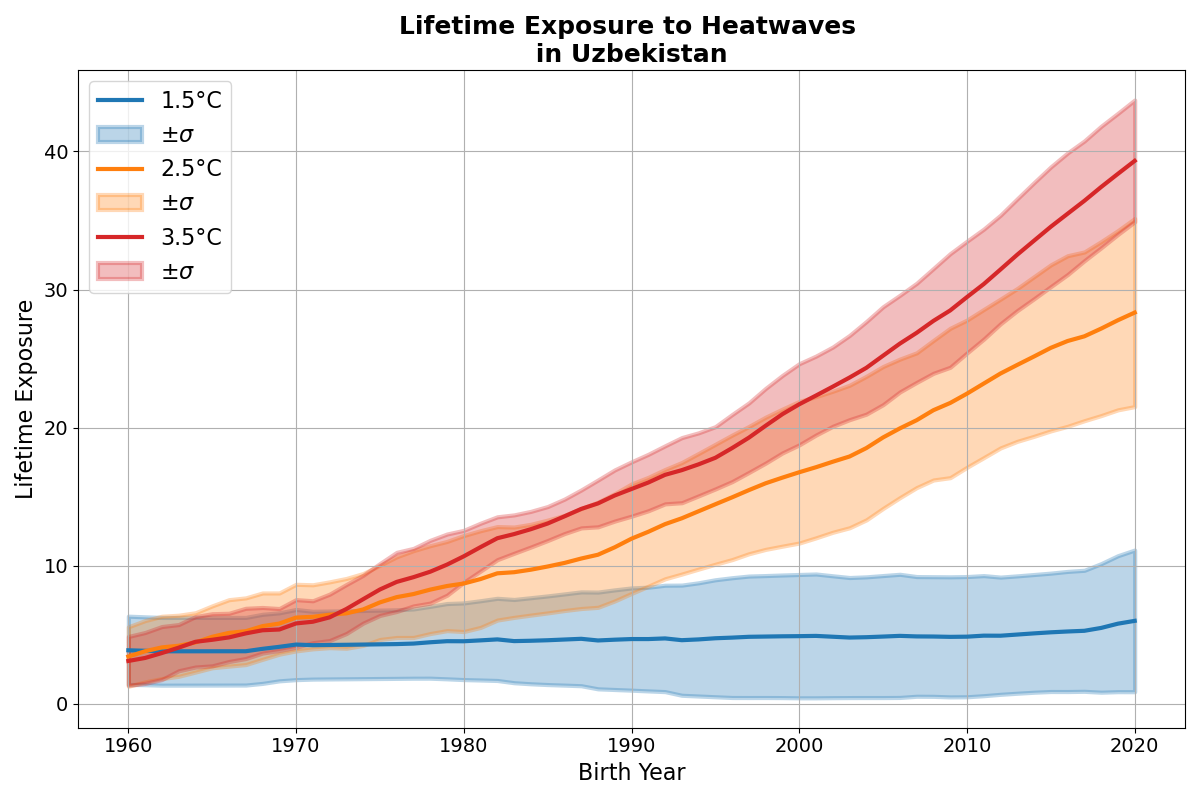 Lifetime Exposure to Heatwaves
in Uzbekistan
1.5°C
±σ
2.5°C
±σ
3.5°C
±σ
Lifetime Exposure
40
30
20
10
0
1960 1970 1980 1990 2000 2010 2020
Birth Year